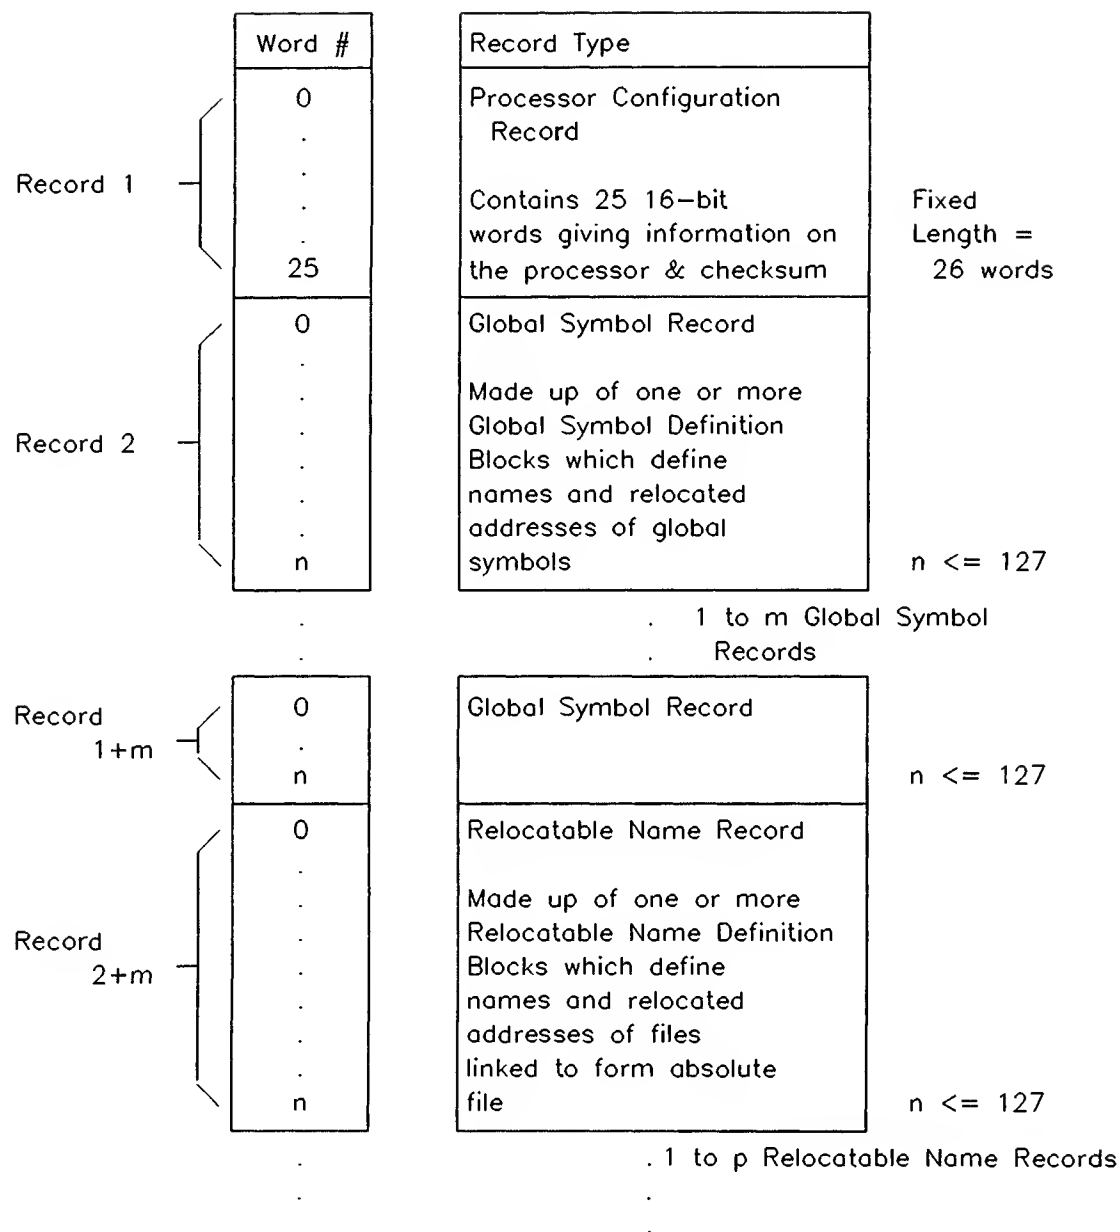 Word #
Record Type
0
Processor Configuration
Record
.
.
Record 1
.
Contains 25 16-bit
Fixed
.
words giving information on
Length =
25
the processor & checksum
26 words
0
Global Symbol Record
.
.
Made up of one or more
.
Global Symbol Definition
Record 2
.
Blocks which define
.
names and relocated
.
addresses of global
n
symbols
n <= 127
.
. 1 to m Global Symbol
.
. Records
Record
1+m
0
Global Symbol Record
.
n
n <= 127
0
Relocatable Name Record
.
.
Made up of one or more
.
Relocatable Name Definition
Record
2+m
.
Blocks which define
.
names and relocated
.
addresses of files
.
linked to form absolute
n
file
n <= 127
.
. 1 to p Relocatable Name Records
.
.
.